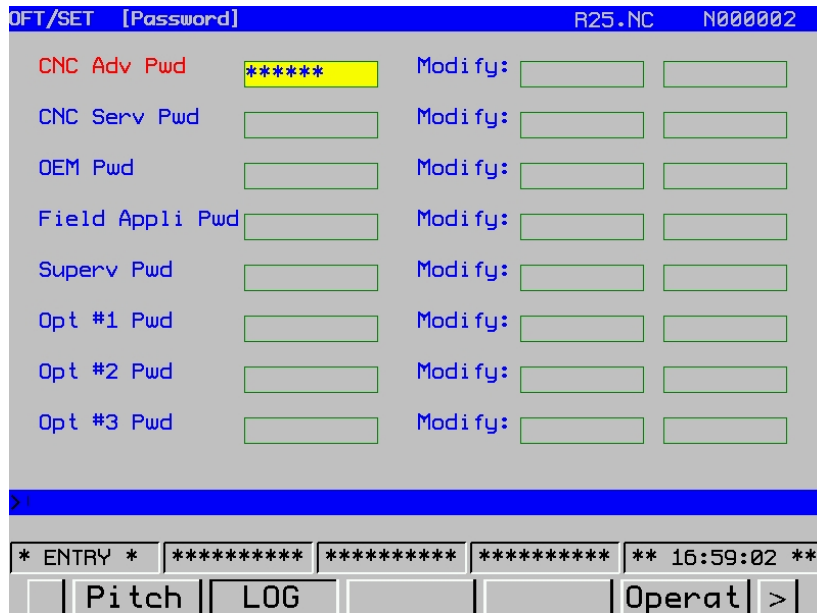 OFT/SET [Password] R25.NC N000002
CNC Adv Pwd ****** Modify:
CNC Serv Pwd Modify:
OEM Pwd Modify:
Field Appli Pwd Modify:
Superv Pwd Modify:
Opt #1 Pwd Modify:
Opt #2 Pwd Modify:
Opt #3 Pwd Modify:
>
* ENTRY * ********** ********** ********** ** 16:59:02 **
Pitch LOG Operat >